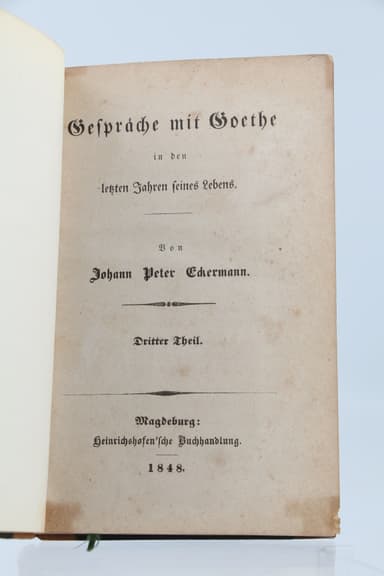 Geſpräche mit Goethe
in den
letzten Jahren ſeines Lebens.
Von
Johann Peter Eckermann.
Dritter Theil.
Magdeburg:
Heinrichshofen'ſche Buchhandlung.
1848.